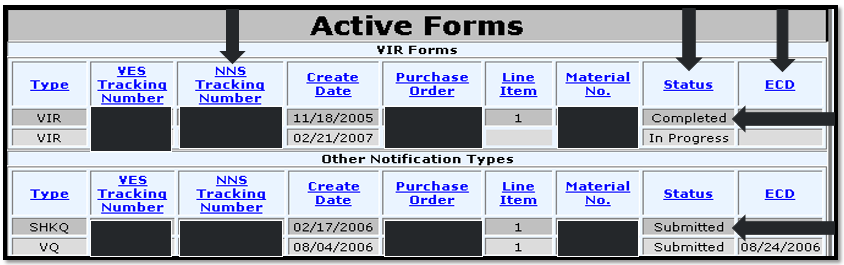 Active Forms
VIR Forms
Type VES Tracking Number NNS Tracking Number Create Date Purchase Order Line Item Material No. Status ECD
VIR 11/18/2005 1 Completed
VIR 02/21/2007 In Progress
Other Notification Types
Type VES Tracking Number NNS Tracking Number Create Date Purchase Order Line Item Material No. Status ECD
SHKQ 02/17/2006 1 Submitted
VQ 08/04/2006 1 Submitted 08/24/2006